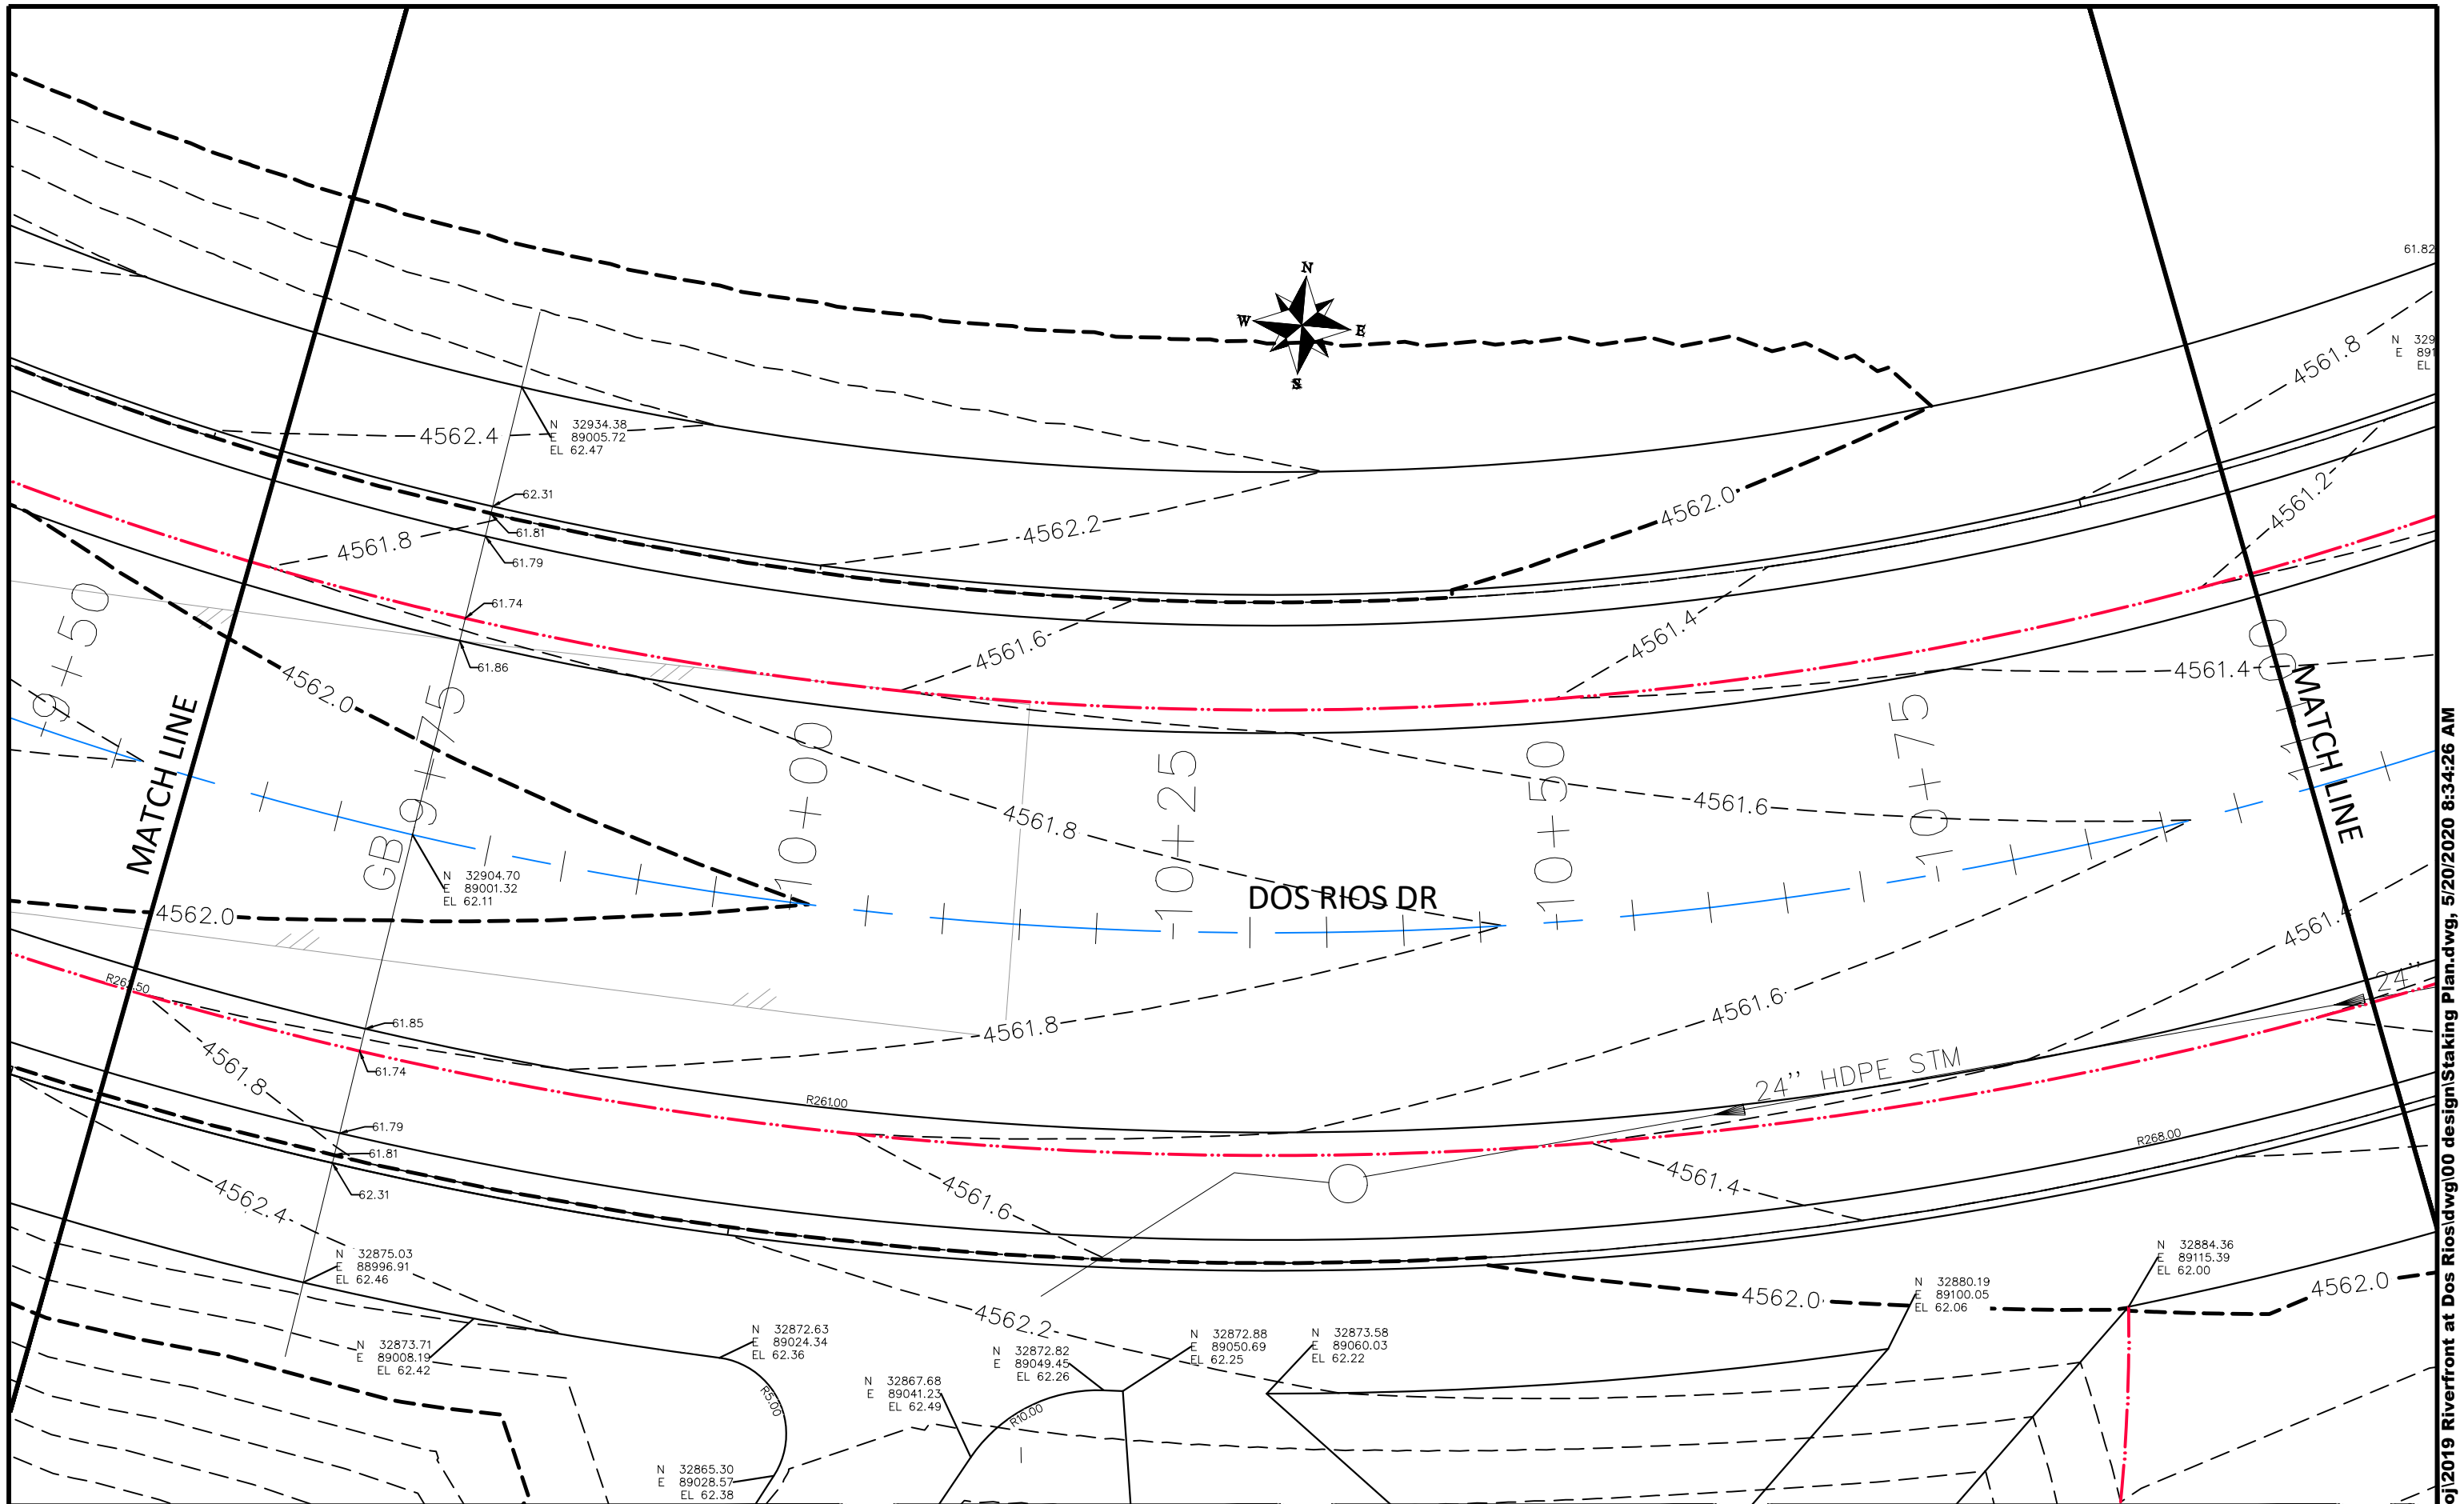 N
W
E
S
61.82
4561.8
N 329
E 891
EL
4562.4
N 32934.38
E 89005.72
EL 62.47
62.31
61.81
61.79
4561.8
4562.2
4562.0
4561.2
61.74
61.86
4561.6
4561.4
4561.4
9+50
4562.0
GB 9+75
10+00
10+25
10+50
10+75
11+00
MATCH LINE
MATCH LINE
4561.8
4561.6
N 32904.70
E 89001.32
EL 62.11
DOS RIOS DR
4562.0
4561.4
4561.6
4561.8
24"
61.85
61.74
4561.8
R261.00
24" HDPE STM
R268.00
61.79
61.81
62.31
4562.4
4561.6
4561.4
N 32875.03
E 88996.91
EL 62.46
N 32884.36
E 89115.39
EL 62.00
4562.0
4562.0
N 32880.19
E 89100.05
EL 62.06
4562.2
N 32873.71
E 89008.19
EL 62.42
N 32872.63
E 89024.34
EL 62.36
N 32872.82
E 89049.45
EL 62.26
N 32872.88
E 89050.69
EL 62.25
N 32873.58
E 89060.03
EL 62.22
N 32867.68
E 89041.23
EL 62.49
R5.00
R10.00
N 32865.30
E 89028.57
EL 62.38
oi\2019 Riverfront at Dos Rios\dwg\00 design\Staking Plan.dwg, 5/20/2020 8:34:26 AM